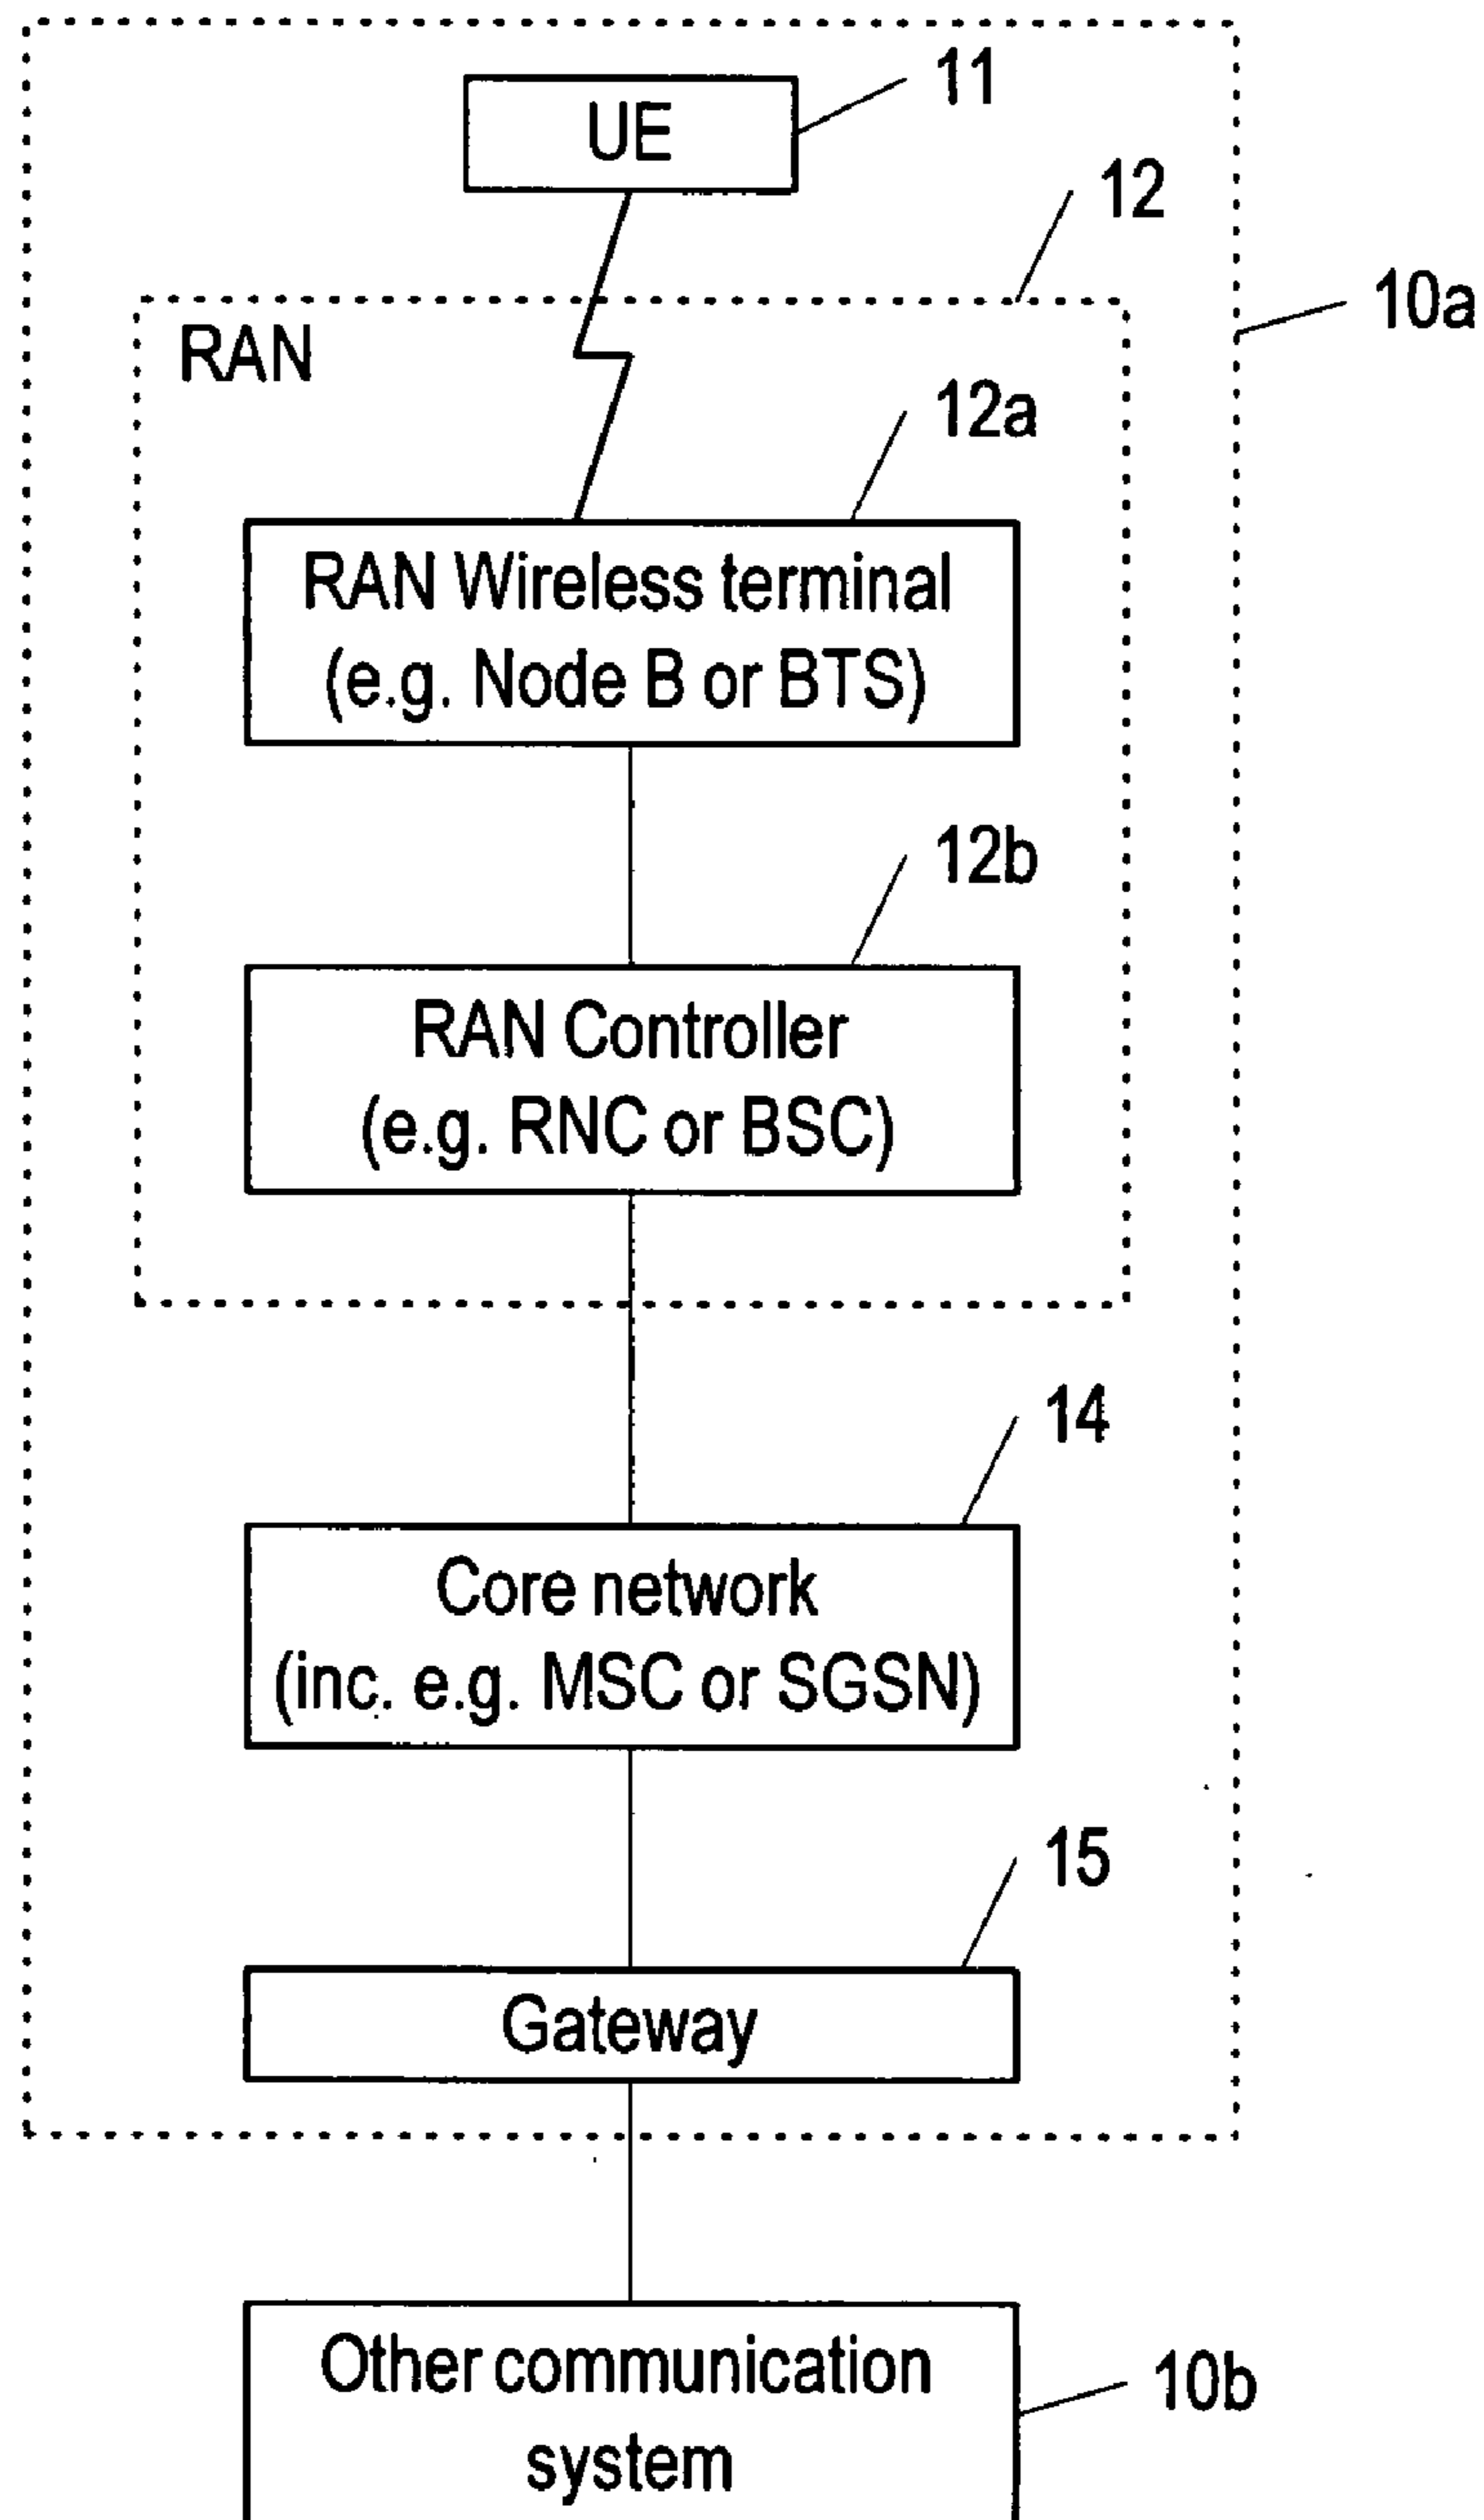 11
UE
12
10a
RAN
12a
RAN Wireless terminal
(e.g. Node B or BTS)
12b
RAN Controller
(e.g. RNC or BSC)
14
Core network
(inc. e.g. MSC or SGSN)
15
Gateway
Other communication
system
10b